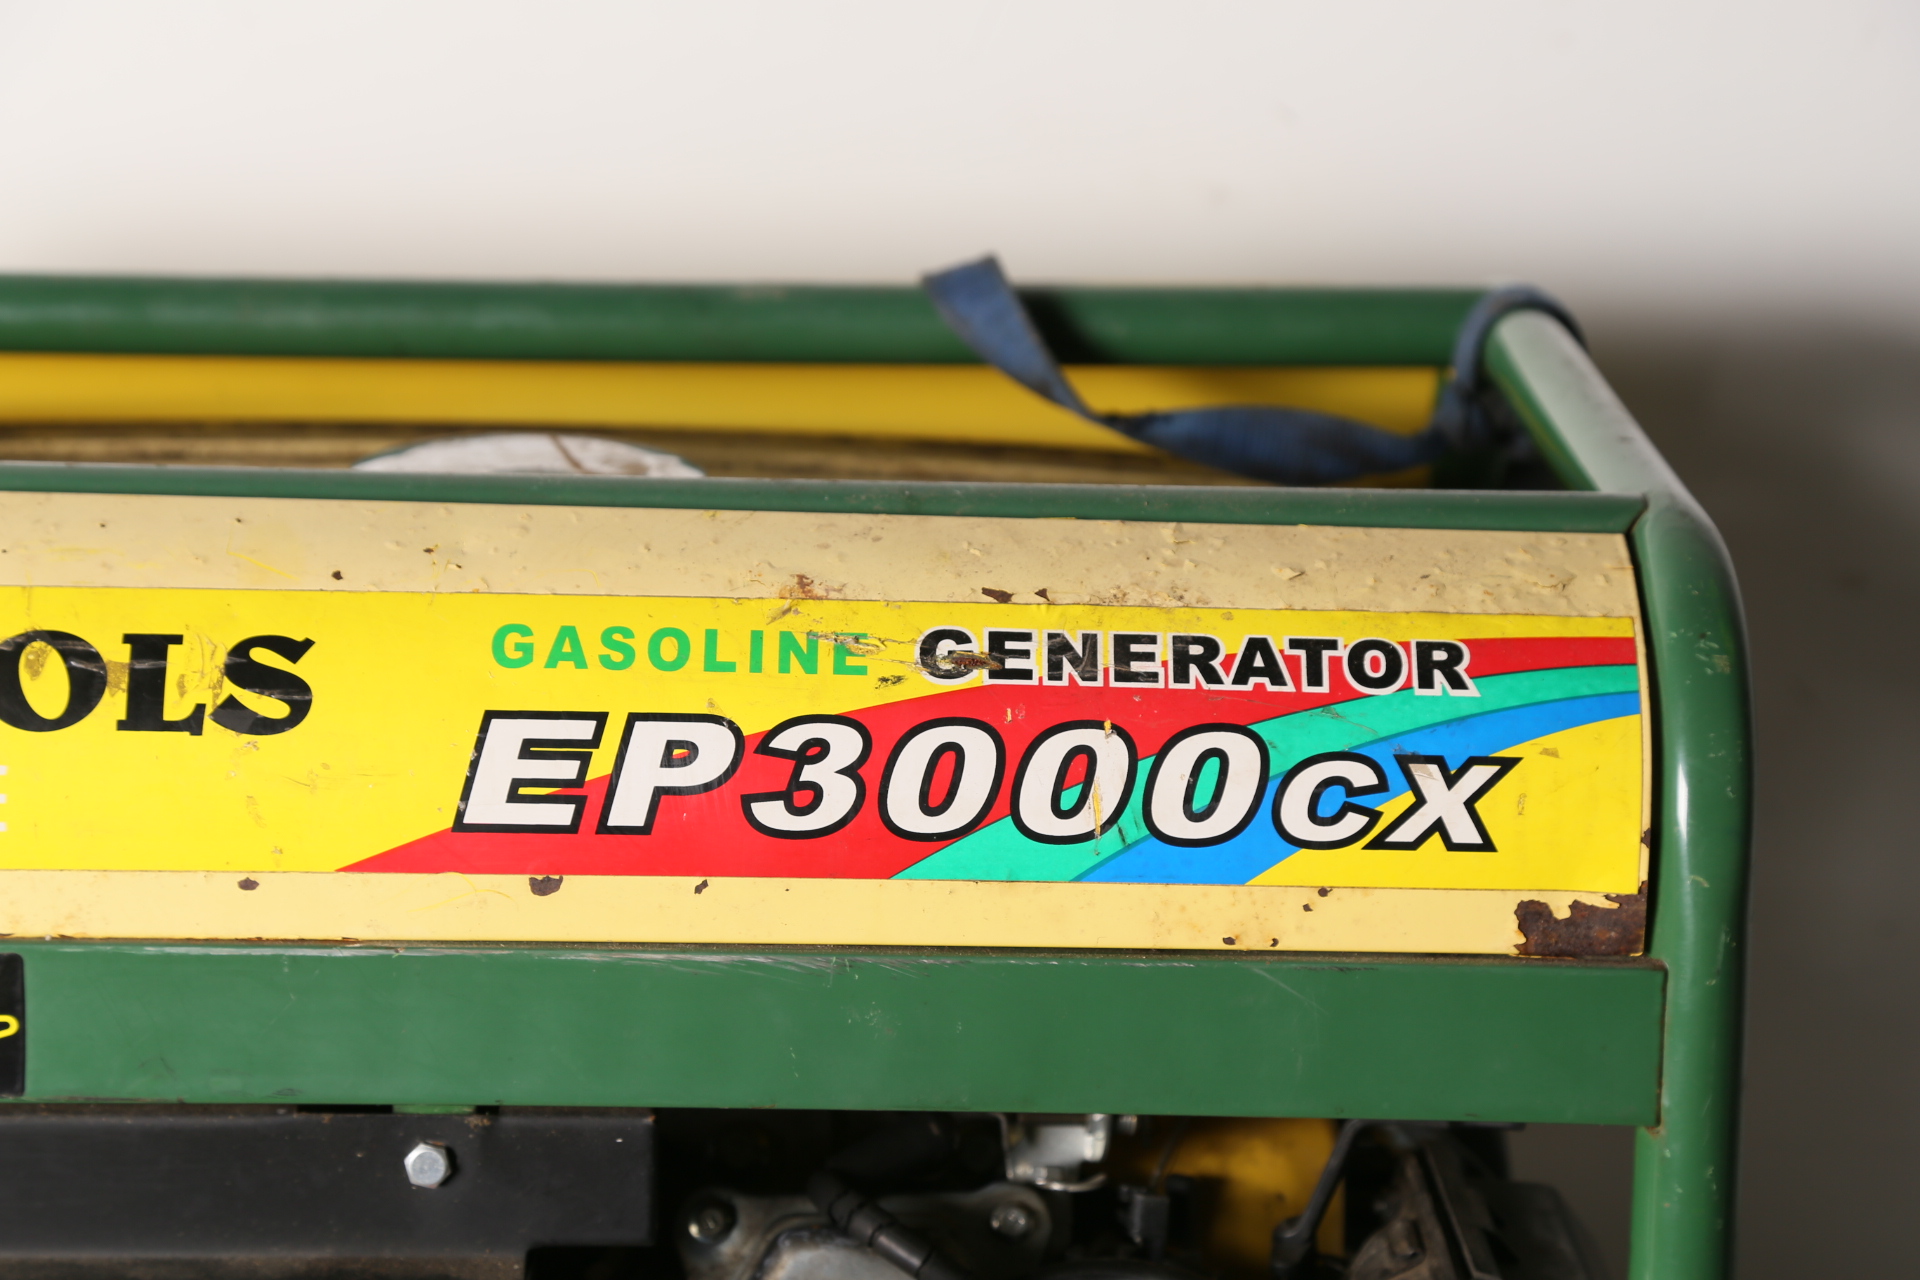 OLS
GASOLINE GENERATOR
EP3000CX